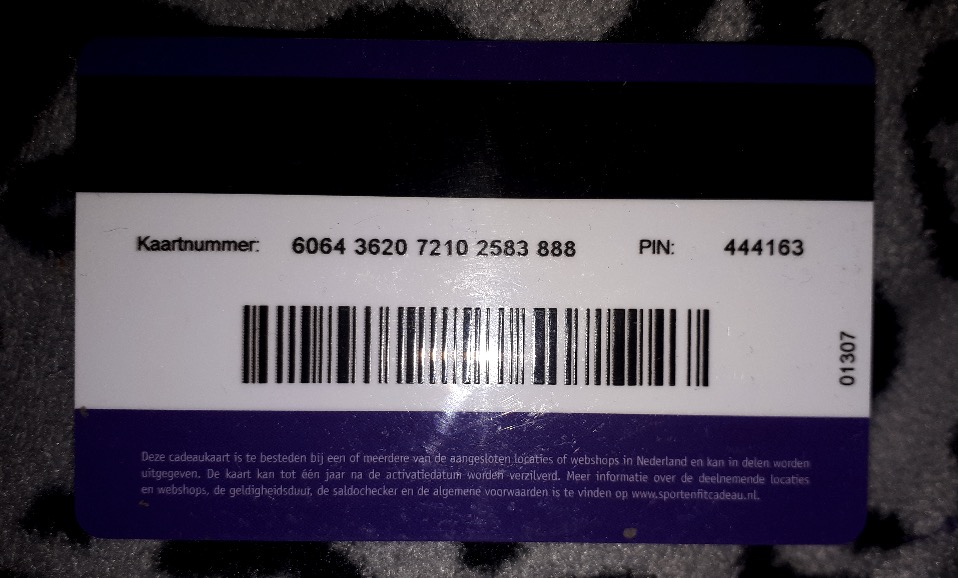 Kaartnummer: 6064 3620 7210 2583 888 PIN: 444163
01307
Deze cadeaukaart is te besteden bij een of meerdere van de aangesloten locaties of webshops in Nederland en kan in delen worden
uitgegeven. De kaart kan tot één jaar na de activatiedatum worden verzilverd. Meer informatie over de deelnemende locaties
en webshops, de geldigheidsduur, de saldochecker en de algemene voorwaarden is te vinden op www.sportenfitcadeau.nl.